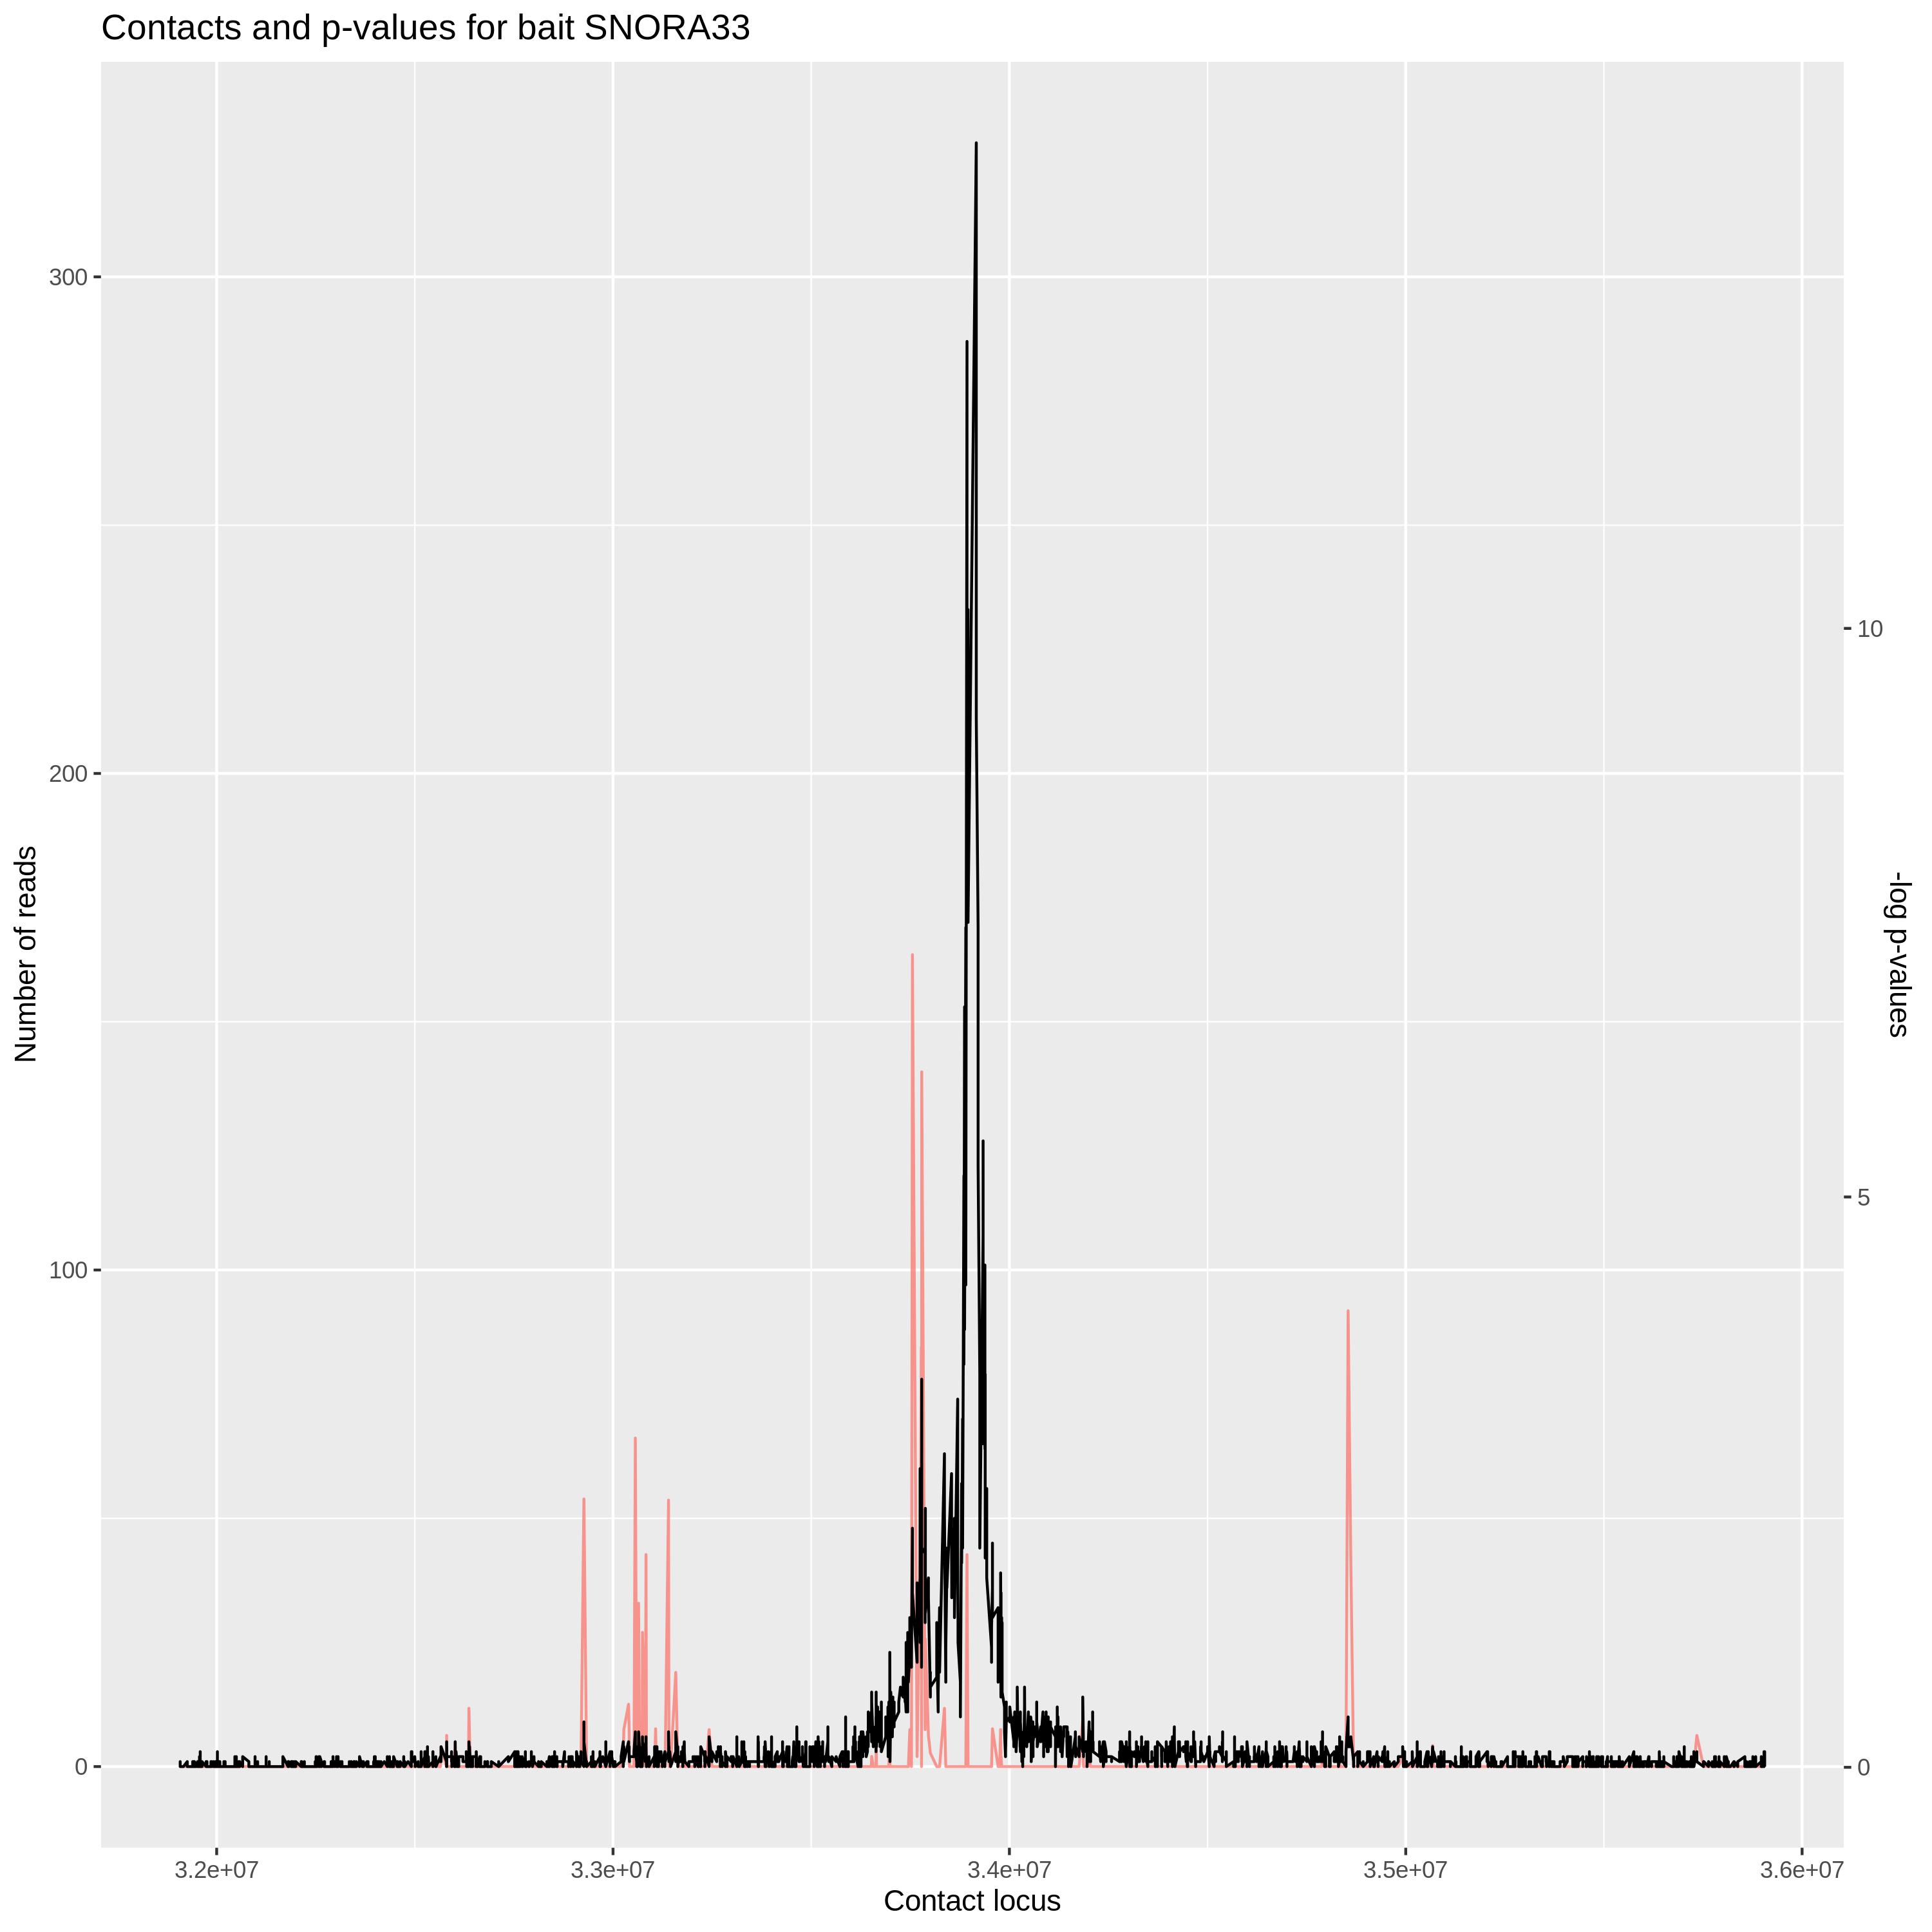 Contacts and p-values for bait SNORA33
300
200
100
0
Number of reads
10
5
0
-log p-values
3.2e+07
3.3e+07
3.4e+07
3.5e+07
3.6e+07
Contact locus